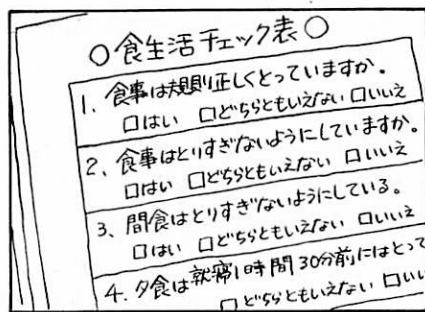 ○食生活チェック表○
1、食事は規則正しくとっていますか。
□はい □どちらともいえない □いいえ
2、食事はとりすぎないようにしていますか。
□はい □どちらともいえない □いいえ
3、間食はとりすぎないようにしている。
□はい □どちらともいえない □いいえ
4、夕食は就寝1時間30分前にはとって
□どちらともいえない □いい